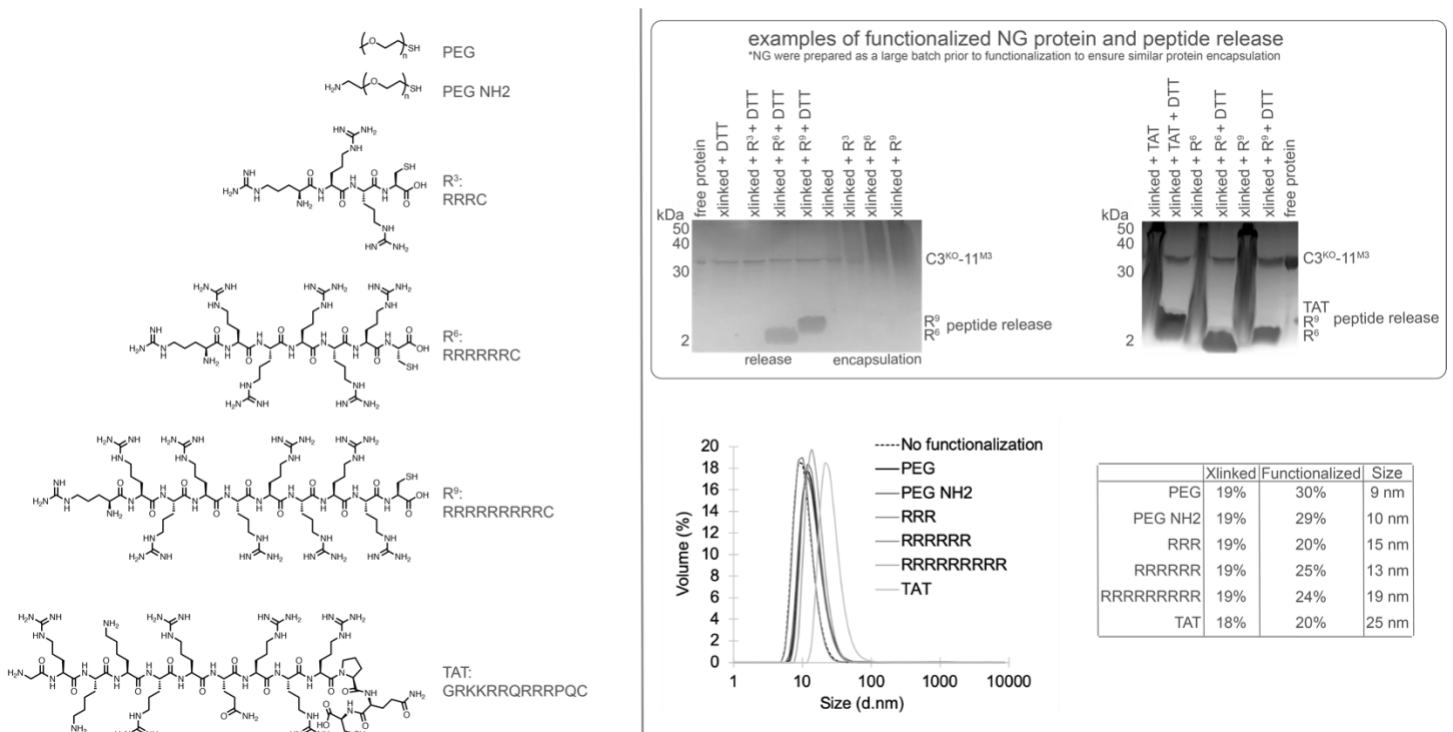 PEG
PEG NH2
R³:
RRRC
R⁶:
RRRRRRC
R⁹:
RRRRRRRRRC
TAT:
GRKKRRQRRRPQC
examples of functionalized NG protein and peptide release
*NG were prepared as a large batch prior to functionalization to ensure similar protein encapsulation
kDa
50
40
30
2
free protein
xlinked + DTT
xlinked + R³ + DTT
xlinked + R⁶ + DTT
xlinked + R⁹ + DTT
xlinked
xlinked + R³
xlinked + R⁶
xlinked + R⁹
C3ᴷᴼ-11ᴹ³
R⁹
R⁶
peptide release
release
encapsulation
kDa
50
40
30
2
xlinked + TAT
xlinked + TAT + DTT
xlinked + R⁶
xlinked + R⁶ + DTT
xlinked + R⁹
xlinked + R⁹ + DTT
free protein
C3ᴷᴼ-11ᴹ³
TAT
R⁹
R⁶
peptide release
Volume (%)
20
18
16
14
12
10
8
6
4
2
0
1
10
100
1000
10000
Size (d.nm)
No functionalization
PEG
PEG NH2
RRR
RRRRRR
RRRRRRRRR
TAT
Xlinked Functionalized Size
PEG 19% 30% 9 nm
PEG NH2 19% 29% 10 nm
RRR 19% 20% 15 nm
RRRRRR 19% 25% 13 nm
RRRRRRRRR 19% 24% 19 nm
TAT 18% 20% 25 nm